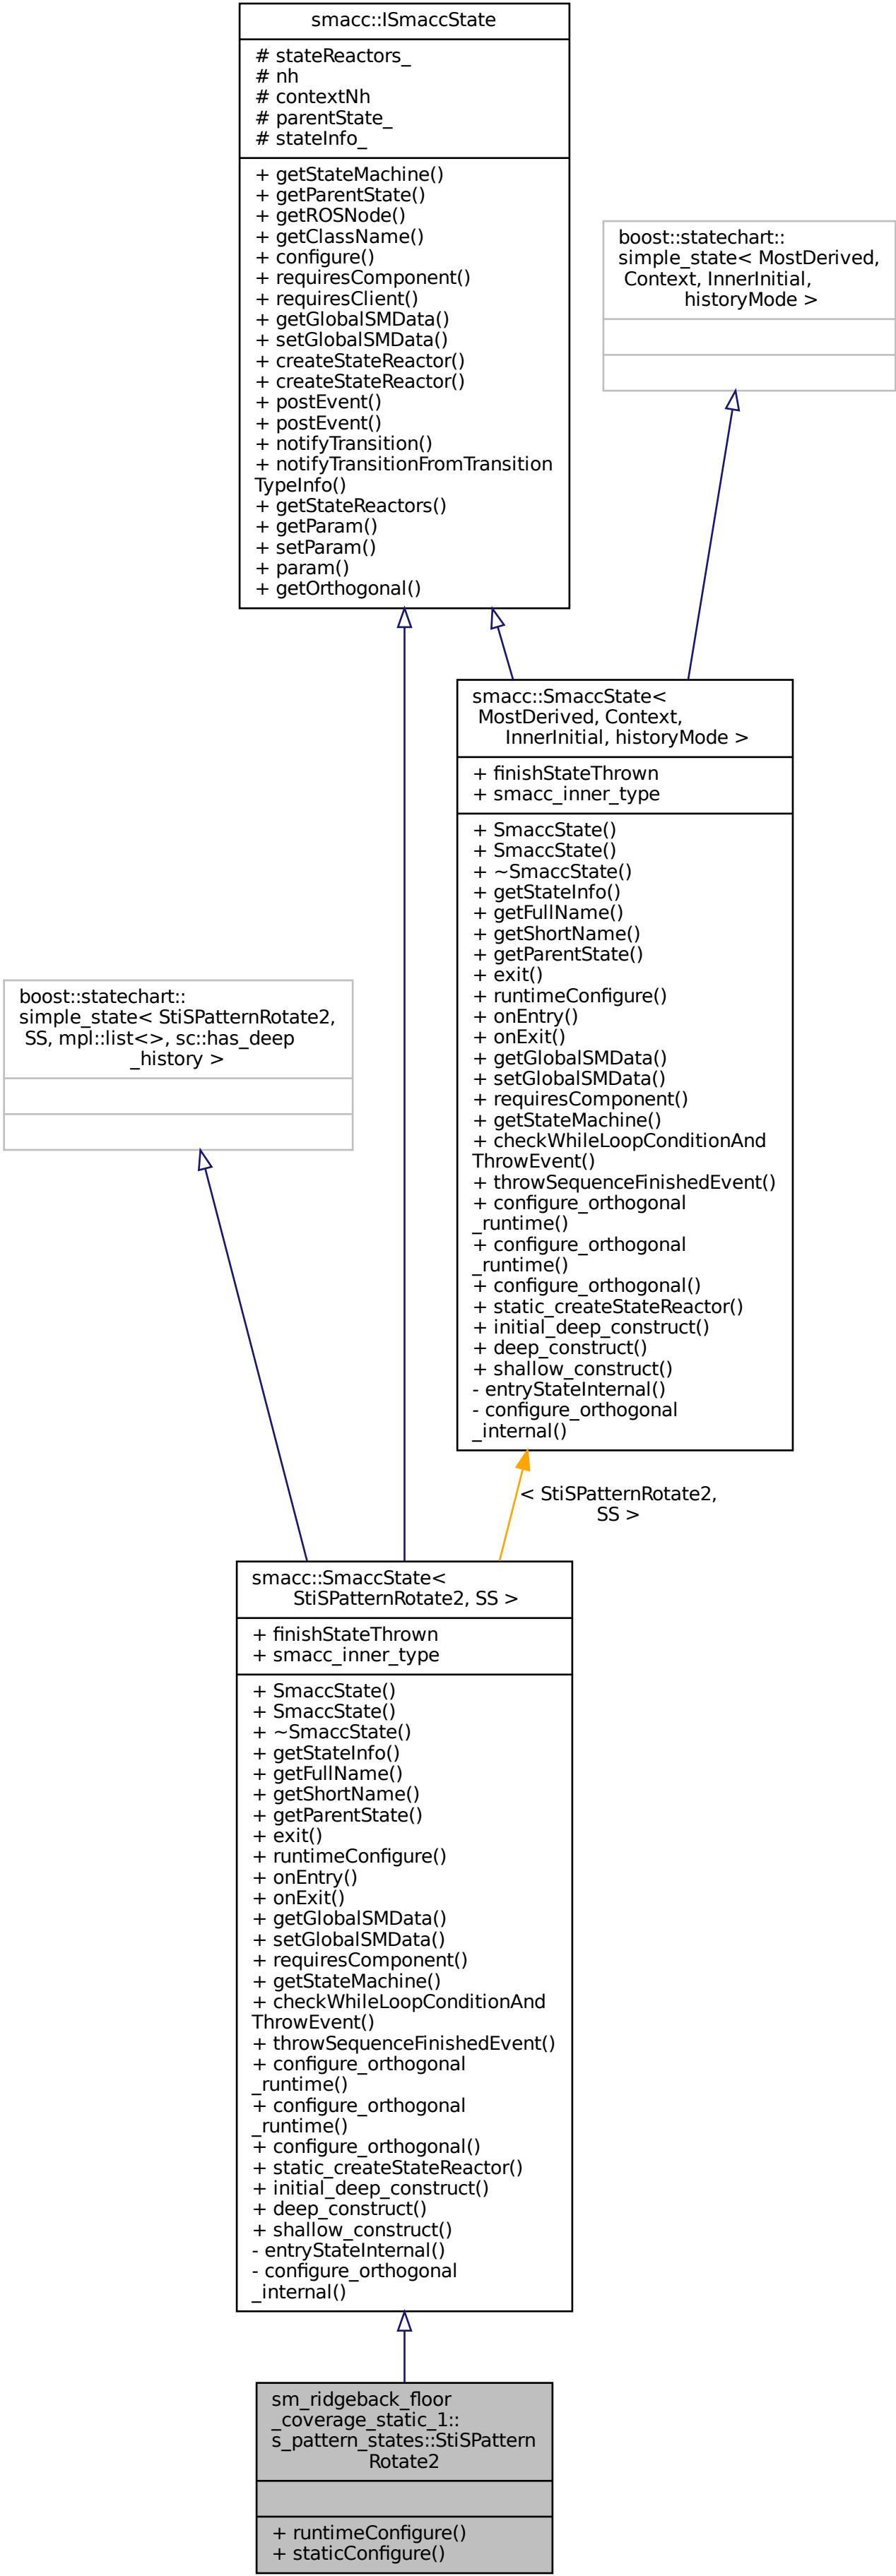 smacc::ISmaccState
# stateReactors_
# nh
# contextNh
# parentState_
# stateInfo_
+ getStateMachine()
+ getParentState()
+ getROSNode()
+ getClassName()
+ configure()
+ requiresComponent()
+ requiresClient()
+ getGlobalSMData()
+ setGlobalSMData()
+ createStateReactor()
+ createStateReactor()
+ postEvent()
+ postEvent()
+ notifyTransition()
+ notifyTransitionFromTransition
TypeInfo()
+ getStateReactors()
+ getParam()
+ setParam()
+ param()
+ getOrthogonal()
boost::statechart::
simple_state< MostDerived,
Context, InnerInitial,
historyMode >
smacc::SmaccState<
MostDerived, Context,
InnerInitial, historyMode >
+ finishStateThrown
+ smacc_inner_type
+ SmaccState()
+ SmaccState()
+ ~SmaccState()
+ getStateInfo()
+ getFullName()
+ getShortName()
+ getParentState()
+ exit()
+ runtimeConfigure()
+ onEntry()
+ onExit()
+ getGlobalSMData()
+ setGlobalSMData()
+ requiresComponent()
+ getStateMachine()
+ checkWhileLoopConditionAnd
ThrowEvent()
+ throwSequenceFinishedEvent()
+ configure_orthogonal
_runtime()
+ configure_orthogonal
_runtime()
+ configure_orthogonal()
+ static_createStateReactor()
+ initial_deep_construct()
+ deep_construct()
+ shallow_construct()
- entryStateInternal()
- configure_orthogonal
_internal()
boost::statechart::
simple_state< StiSPatternRotate2,
SS, mpl::list<>, sc::has_deep
_history >
< StiSPatternRotate2,
SS >
smacc::SmaccState<
StiSPatternRotate2, SS >
+ finishStateThrown
+ smacc_inner_type
+ SmaccState()
+ SmaccState()
+ ~SmaccState()
+ getStateInfo()
+ getFullName()
+ getShortName()
+ getParentState()
+ exit()
+ runtimeConfigure()
+ onEntry()
+ onExit()
+ getGlobalSMData()
+ setGlobalSMData()
+ requiresComponent()
+ getStateMachine()
+ checkWhileLoopConditionAnd
ThrowEvent()
+ throwSequenceFinishedEvent()
+ configure_orthogonal
_runtime()
+ configure_orthogonal
_runtime()
+ configure_orthogonal()
+ static_createStateReactor()
+ initial_deep_construct()
+ deep_construct()
+ shallow_construct()
- entryStateInternal()
- configure_orthogonal
_internal()
sm_ridgeback_floor
_coverage_static_1::
s_pattern_states::StiSPattern
Rotate2
+ runtimeConfigure()
+ staticConfigure()